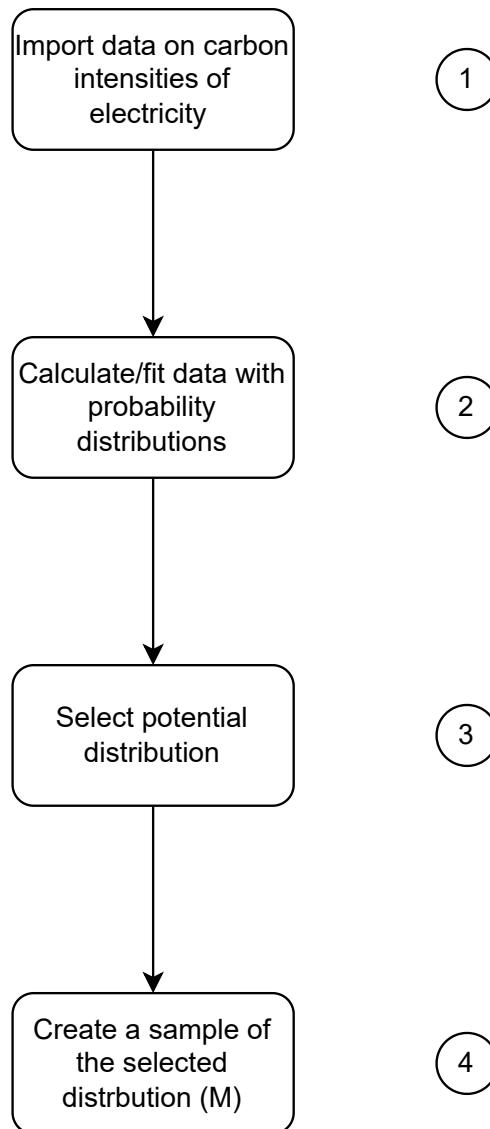 Import data on carbon
intensities of
electricity
1
Calculate/fit data with
probability
distributions
2
Select potential
distribution
3
Create a sample of
the selected
distrbution (M)
4